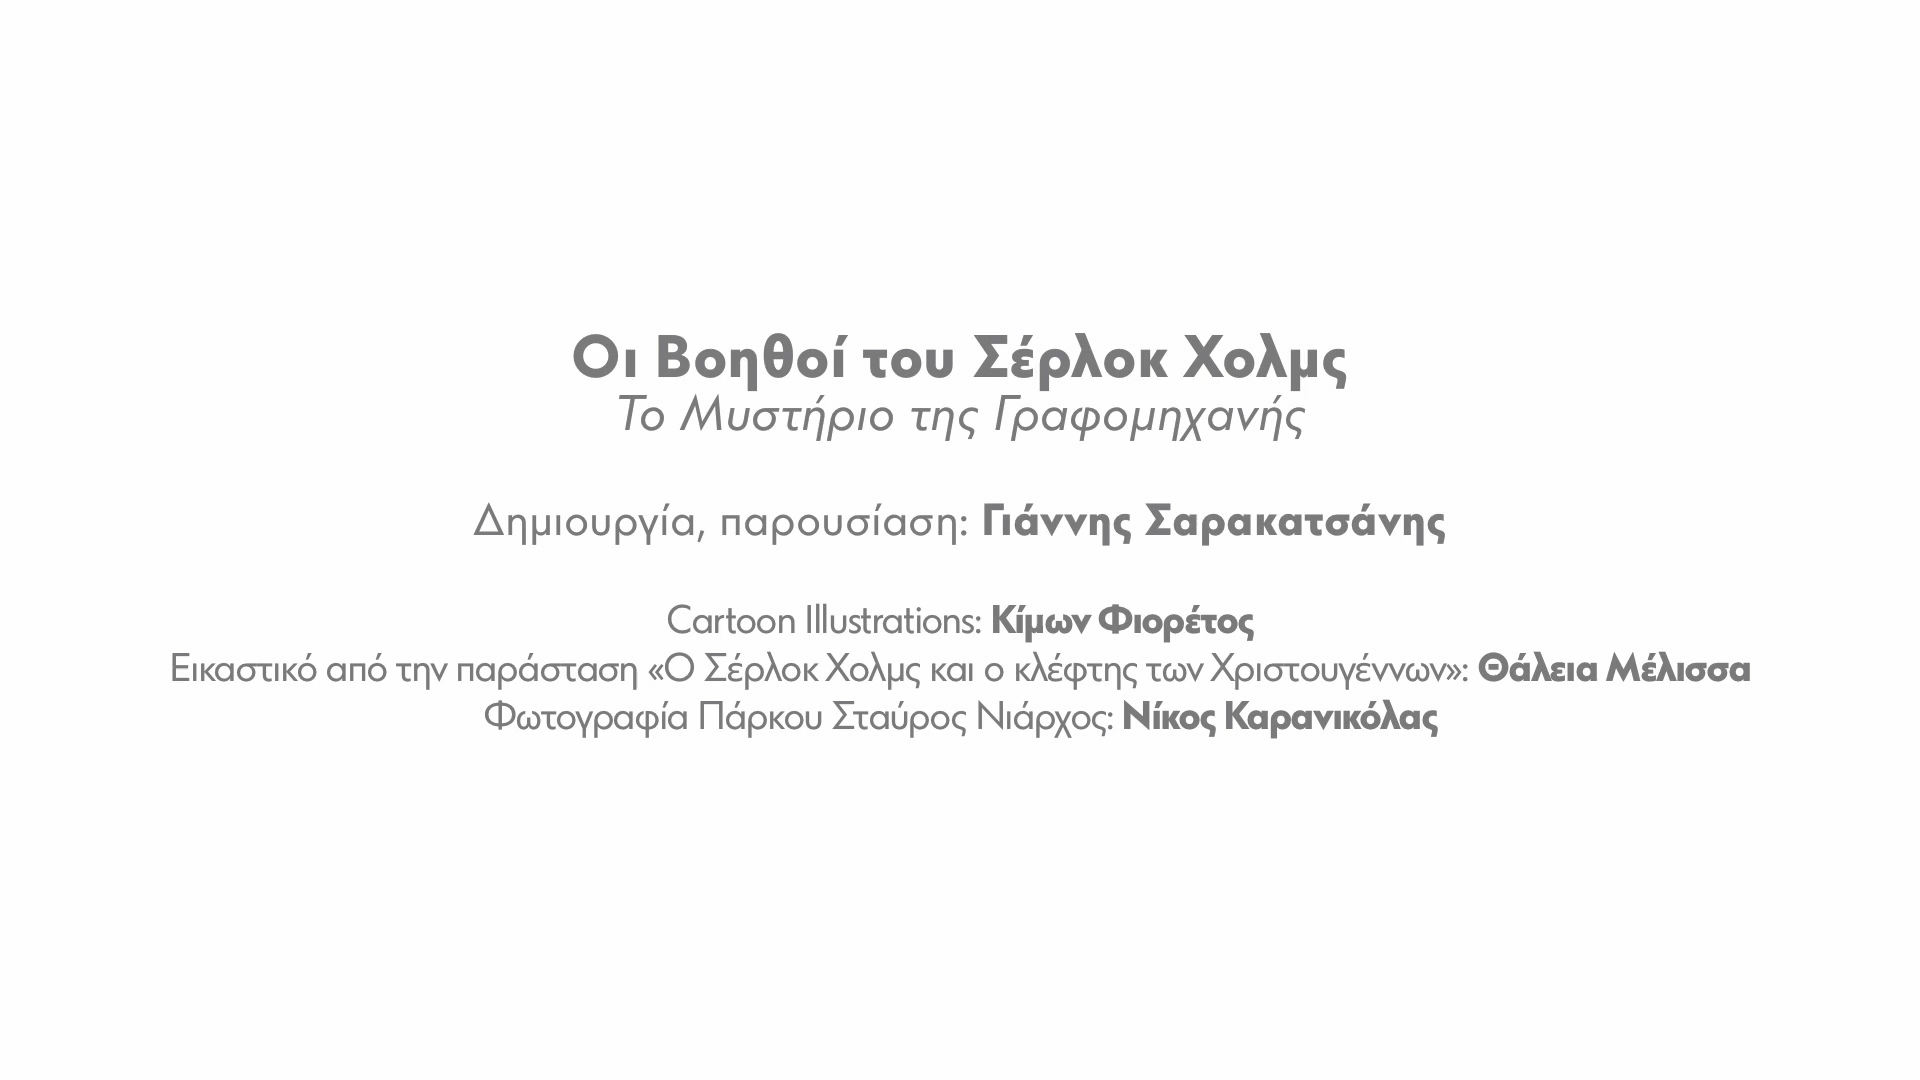 Οι Βοηθοί του Σέρλοκ Χολμς
Το Μυστήριο της Γραφομηχανής
Δημιουργία, παρουσίαση: Γιάννης Σαρακατσάνης
Cartoon Illustrations: Κίμων Φιορέτος
Εικαστικό από την παράσταση «Ο Σέρλοκ Χολμς και ο κλέφτης των Χριστουγέννων»: Θάλεια Μέλισσα
Φωτογραφία Πάρκου Σταύρος Νιάρχος: Νίκος Καρανικόλας